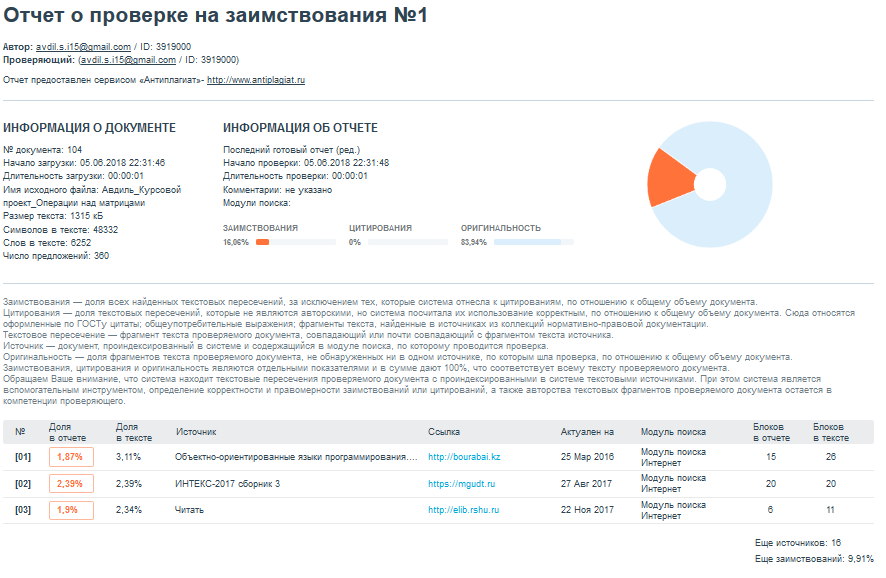 Отчет о проверке на заимствования №1
Автор: avdil.s.i15@gmail.com / ID: 3919000
Проверяющий: (avdil.s.i15@gmail.com / ID: 3919000)
Отчет предоставлен сервисом «Антиплагиат»- http://www.antiplagiat.ru
ИНФОРМАЦИЯ О ДОКУМЕНТЕ
№ документа: 104
Начало загрузки: 05.06.2018 22:31:46
Длительность загрузки: 00:00:01
Имя исходного файла: Авдиль_Курсовой
проект_Операции над матрицами
Размер текста: 1315 кБ
Символов в тексте: 48332
Слов в тексте: 6252
Число предложений: 360
ИНФОРМАЦИЯ ОБ ОТЧЕТЕ
Последний готовый отчет (ред.)
Начало проверки: 05.06.2018 22:31:48
Длительность проверки: 00:00:01
Комментарии: не указано
Модули поиска:
ЗАИМСТВОВАНИЯ ЦИТИРОВАНИЯ ОРИГИНАЛЬНОСТЬ
16,06% 0% 83,94%
Заимствования — доля всех найденных текстовых пересечений, за исключением тех, которые система отнесла к цитированиям, по отношению к общему объему документа.
Цитирования — доля текстовых пересечений, которые не являются авторскими, но система посчитала их использование корректным, по отношению к общему объему документа. Сюда относятся
оформленные по ГОСТу цитаты; общеупотребительные выражения; фрагменты текста, найденные в источниках из коллекций нормативно-правовой документации.
Текстовое пересечение — фрагмент текста проверяемого документа, совпадающий или почти совпадающий с фрагментом текста источника.
Источник — документ, проиндексированный в системе и содержащийся в модуле поиска, по которому проводится проверка.
Оригинальность — доля фрагментов текста проверяемого документа, не обнаруженных ни в одном источнике, по которым шла проверка, по отношению к общему объему документа.
Заимствования, цитирования и оригинальность являются отдельными показателями и в сумме дают 100%, что соответствует всему тексту проверяемого документа.
Обращаем Ваше внимание, что система находит текстовые пересечения проверяемого документа с проиндексированными в системе текстовыми источниками. При этом система является
вспомогательным инструментом, определение корректности и правомерности заимствований или цитирований, а также авторства текстовых фрагментов проверяемого документа остается в
компетенции проверяющего.
№ Доля в отчете Доля в тексте Источник Ссылка Актуален на Модуль поиска Блоков в отчете Блоков в тексте
[01] 1,87% 3,11% Объектно-ориентированые языки программирования.... http://bourabai.kz 25 Мар 2016 Модуль поиска Интернет 15 26
[02] 2,39% 2,39% ИНТЕКС-2017 сборник 3 https://mgudt.ru 27 Авг 2017 Модуль поиска Интернет 20 20
[03] 1,9% 2,34% Читать http://elib.rshu.ru 22 Ноя 2017 Модуль поиска Интернет 6 11
Еще источников: 16
Еще заимствований: 9,91%